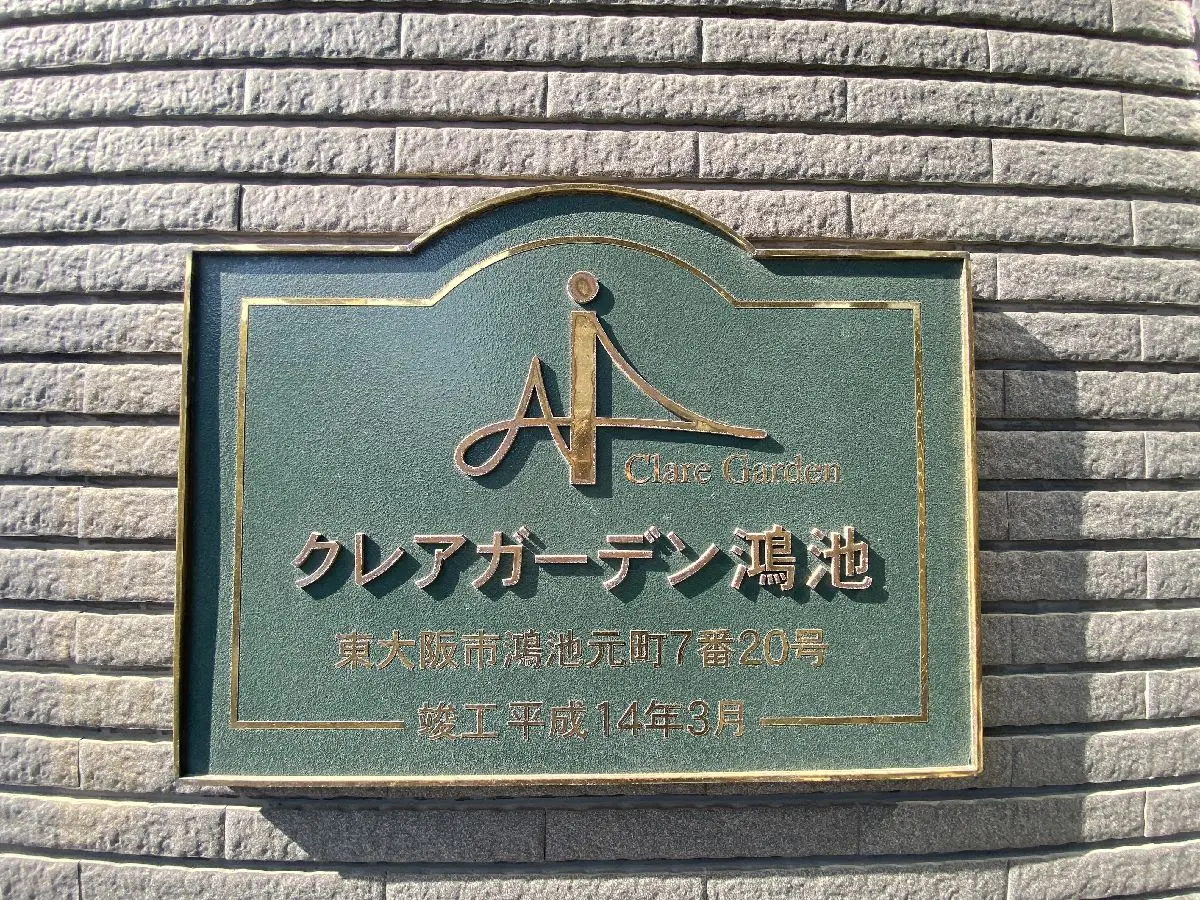 Clare Garden
クレアガーデン鴻池
東大阪市鴻池元町7番20号
竣工平成14年3月